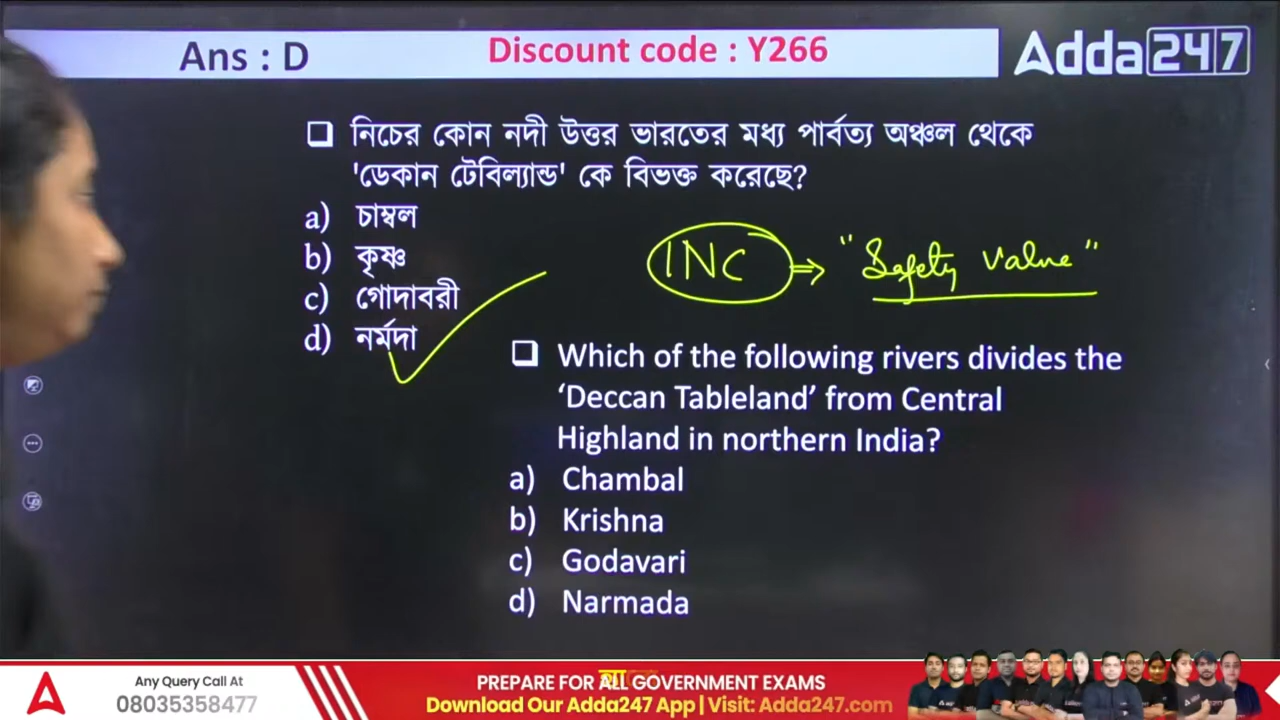 Ans : D
Discount code : Y266
Adda247
❑ নিচের কোন নদী উত্তর ভারতের মধ্য পার্বত্য অঞ্চল থেকে
'ডেকান টেবিল্যান্ড' কে বিভক্ত করেছে?
a) চাম্বল
b) কৃষ্ণ
c) গোদাবরী
d) নর্মদা
INC ⇒ "Safety Value"
❑ Which of the following rivers divides the
‘Deccan Tableland’ from Central
Highland in northern India?
a) Chambal
b) Krishna
c) Godavari
d) Narmada
Any Query Call At
08035358477
PREPARE FOR ALL GOVERNMENT EXAMS
Download Our Adda247 App | Visit: Adda247.com